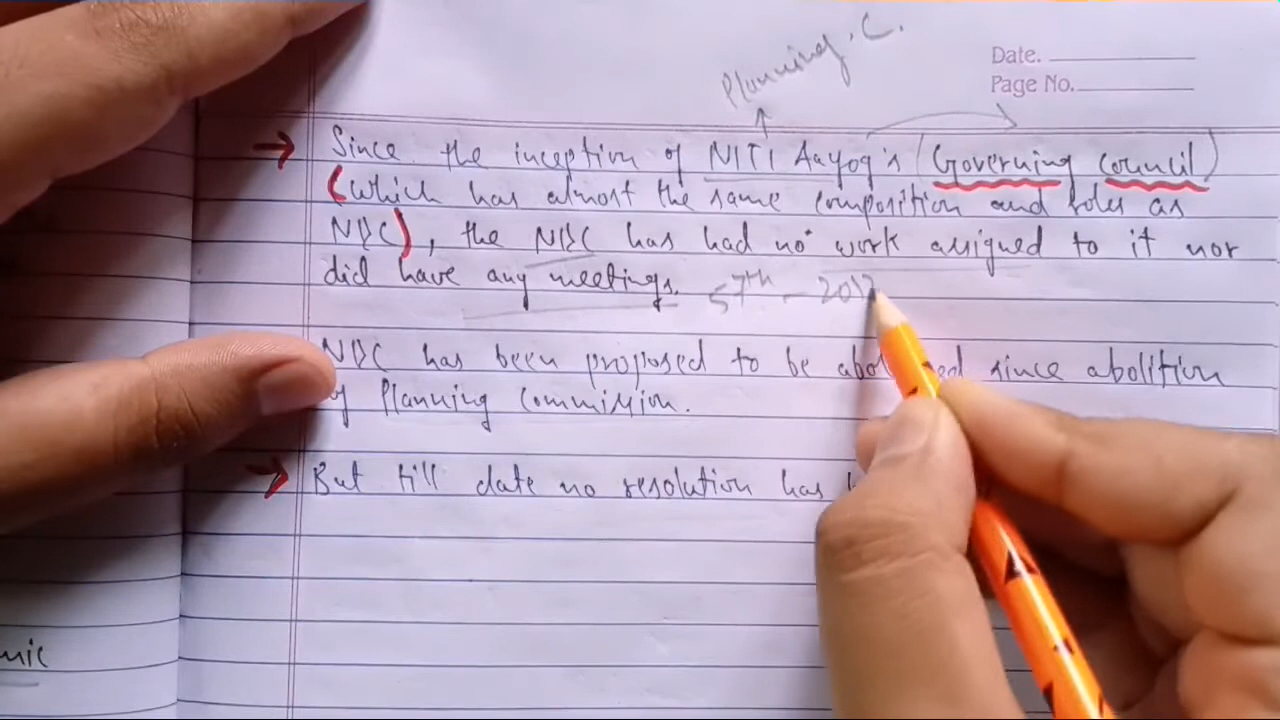 Planning. C.
Date.
Page No.
→ Since the inception of NITI Aayog's (Governing Council)
(which has almost the same composition and roles as
NDC), the NDC has had no work assigned to it nor
did have any meetings. 57th - 2012
NDC has been proposed to be since abolition
of Planning Commission.
→ But till date no resolution has
mic